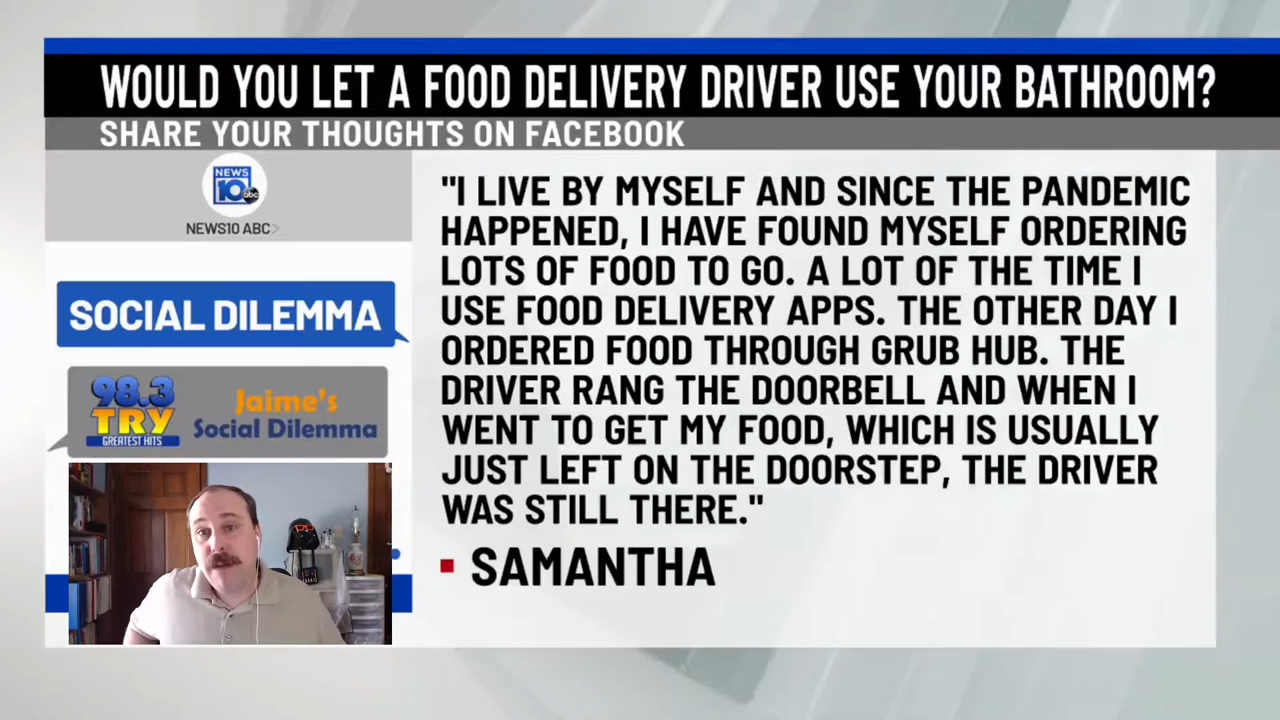 WOULD YOU LET A FOOD DELIVERY DRIVER USE YOUR BATHROOM?
SHARE YOUR THOUGHTS ON FACEBOOK
NEWS
10
abc
NEWS10 ABC>
SOCIAL DILEMMA
98.3
TRY
GREATEST HITS
Jaime's
Social Dilemma
"I LIVE BY MYSELF AND SINCE THE PANDEMIC
HAPPENED, I HAVE FOUND MYSELF ORDERING
LOTS OF FOOD TO GO. A LOT OF THE TIME I
USE FOOD DELIVERY APPS. THE OTHER DAY I
ORDERED FOOD THROUGH GRUB HUB. THE
DRIVER RANG THE DOORBELL AND WHEN I
WENT TO GET MY FOOD, WHICH IS USUALLY
JUST LEFT ON THE DOORSTEP, THE DRIVER
WAS STILL THERE."
SAMANTHA